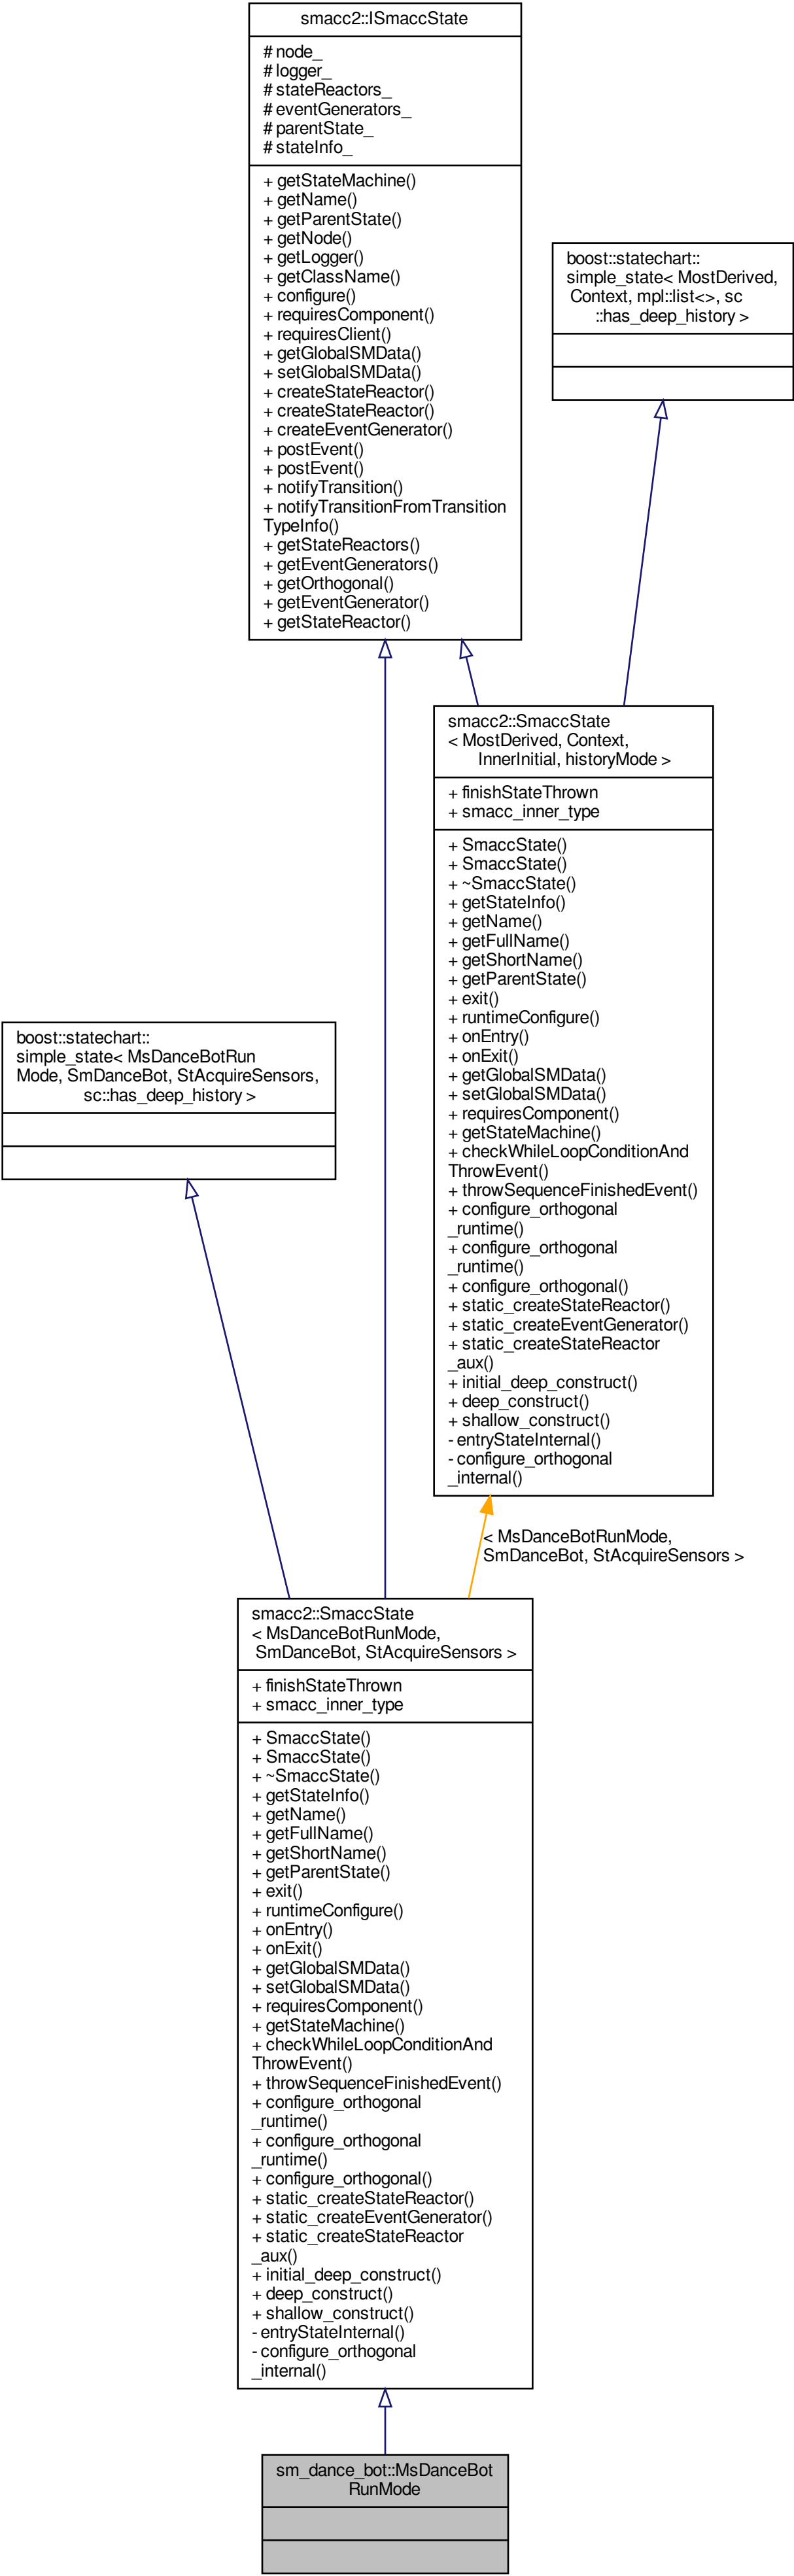 smacc2::ISmaccState
# node_
# logger_
# stateReactors_
# eventGenerators_
# parentState_
# stateInfo_
+ getStateMachine()
+ getName()
+ getParentState()
+ getNode()
+ getLogger()
+ getClassName()
+ configure()
+ requiresComponent()
+ requiresClient()
+ getGlobalSMData()
+ setGlobalSMData()
+ createStateReactor()
+ createStateReactor()
+ createEventGenerator()
+ postEvent()
+ postEvent()
+ notifyTransition()
+ notifyTransitionFromTransition
TypeInfo()
+ getStateReactors()
+ getEventGenerators()
+ getOrthogonal()
+ getEventGenerator()
+ getStateReactor()
boost::statechart::
simple_state< MostDerived,
Context, mpl::list<>, sc
::has_deep_history >
smacc2::SmaccState
< MostDerived, Context,
InnerInitial, historyMode >
+ finishStateThrown
+ smacc_inner_type
+ SmaccState()
+ SmaccState()
+ ~SmaccState()
+ getStateInfo()
+ getName()
+ getFullName()
+ getShortName()
+ getParentState()
+ exit()
+ runtimeConfigure()
+ onEntry()
+ onExit()
+ getGlobalSMData()
+ setGlobalSMData()
+ requiresComponent()
+ getStateMachine()
+ checkWhileLoopConditionAnd
ThrowEvent()
+ throwSequenceFinishedEvent()
+ configure_orthogonal
_runtime()
+ configure_orthogonal
_runtime()
+ configure_orthogonal()
+ static_createStateReactor()
+ static_createEventGenerator()
+ static_createStateReactor
_aux()
+ initial_deep_construct()
+ deep_construct()
+ shallow_construct()
- entryStateInternal()
- configure_orthogonal
_internal()
boost::statechart::
simple_state< MsDanceBotRun
Mode, SmDanceBot, StAcquireSensors,
sc::has_deep_history >
< MsDanceBotRunMode,
SmDanceBot, StAcquireSensors >
smacc2::SmaccState
< MsDanceBotRunMode,
SmDanceBot, StAcquireSensors >
+ finishStateThrown
+ smacc_inner_type
+ SmaccState()
+ SmaccState()
+ ~SmaccState()
+ getStateInfo()
+ getName()
+ getFullName()
+ getShortName()
+ getParentState()
+ exit()
+ runtimeConfigure()
+ onEntry()
+ onExit()
+ getGlobalSMData()
+ setGlobalSMData()
+ requiresComponent()
+ getStateMachine()
+ checkWhileLoopConditionAnd
ThrowEvent()
+ throwSequenceFinishedEvent()
+ configure_orthogonal
_runtime()
+ configure_orthogonal
_runtime()
+ configure_orthogonal()
+ static_createStateReactor()
+ static_createEventGenerator()
+ static_createStateReactor
_aux()
+ initial_deep_construct()
+ deep_construct()
+ shallow_construct()
- entryStateInternal()
- configure_orthogonal
_internal()
sm_dance_bot::MsDanceBot
RunMode